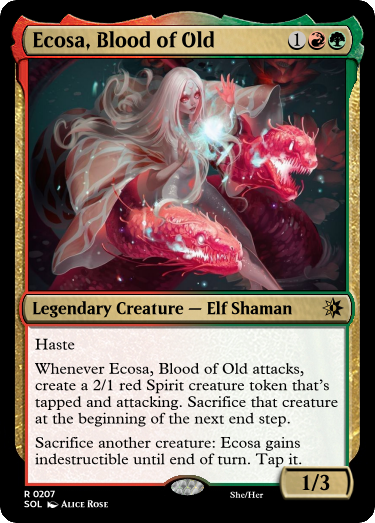 Ecosa, Blood of Old 1
Legendary Creature — Elf Shaman
Haste
Whenever Ecosa, Blood of Old attacks,
create a 2/1 red Spirit creature token that's
tapped and attacking. Sacrifice that creature
at the beginning of the next end step.
Sacrifice another creature: Ecosa gains
indestructible until end of turn. Tap it.
1/3
R 0207
SOL Alice Rose
She/Her